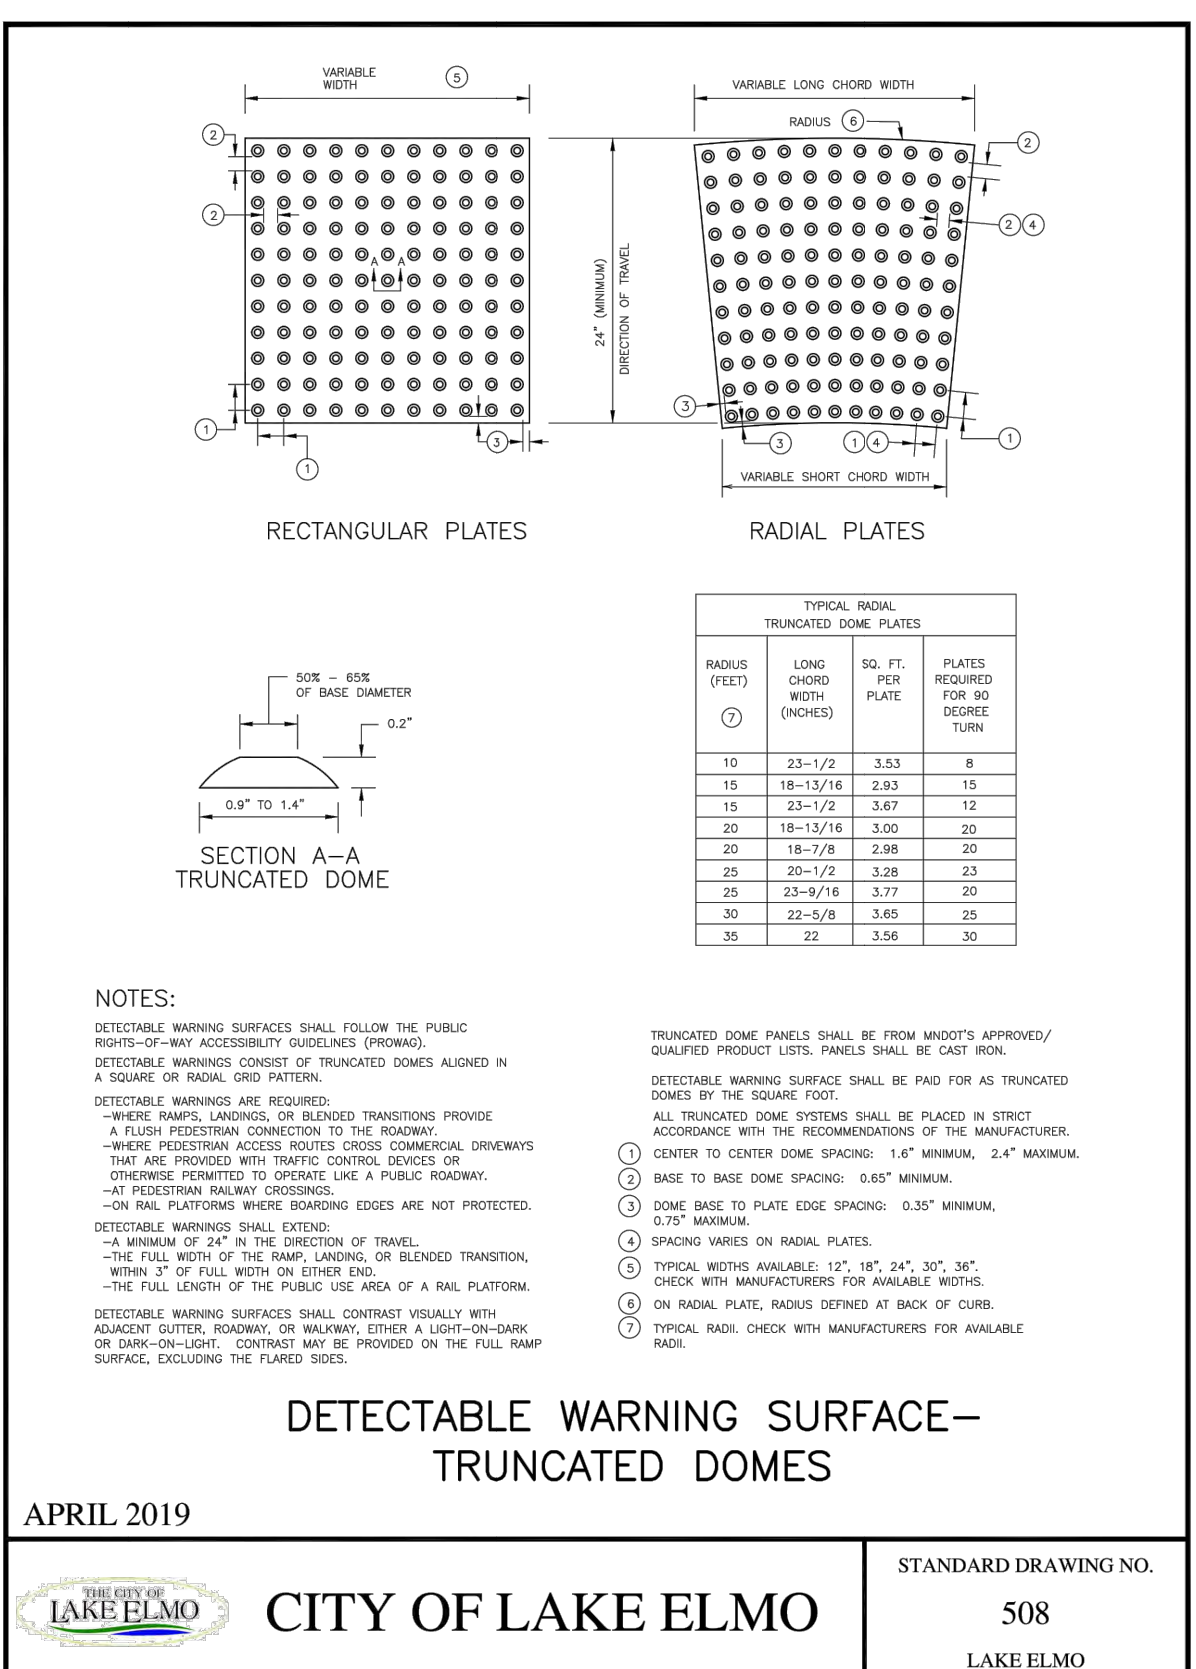 VARIABLE
WIDTH
5
2
2
A A
1
1
3
24" (MINIMUM)
DIRECTION OF TRAVEL
RECTANGULAR PLATES
VARIABLE LONG CHORD WIDTH
RADIUS 6
2
2 4
3
3
1 4
1
VARIABLE SHORT CHORD WIDTH
RADIAL PLATES
50% – 65%
OF BASE DIAMETER
0.2"
0.9" TO 1.4"
SECTION A–A
TRUNCATED DOME
TYPICAL RADIAL
TRUNCATED DOME PLATES
RADIUS
(FEET)
7
LONG
CHORD
WIDTH
(INCHES)
SQ. FT.
PER
PLATE
PLATES
REQUIRED
FOR 90
DEGREE
TURN
10 23–1/2 3.53 8
15 18–13/16 2.93 15
15 23–1/2 3.67 12
20 18–13/16 3.00 20
20 18–7/8 2.98 20
25 20–1/2 3.28 23
25 23–9/16 3.77 20
30 22–5/8 3.65 25
35 22 3.56 30
NOTES:
DETECTABLE WARNING SURFACES SHALL FOLLOW THE PUBLIC
RIGHTS–OF–WAY ACCESSIBILITY GUIDELINES (PROWAG).
DETECTABLE WARNINGS CONSIST OF TRUNCATED DOMES ALIGNED IN
A SQUARE OR RADIAL GRID PATTERN.
DETECTABLE WARNINGS ARE REQUIRED:
–WHERE RAMPS, LANDINGS, OR BLENDED TRANSITIONS PROVIDE
A FLUSH PEDESTRIAN CONNECTION TO THE ROADWAY.
–WHERE PEDESTRIAN ACCESS ROUTES CROSS COMMERCIAL DRIVEWAYS
THAT ARE PROVIDED WITH TRAFFIC CONTROL DEVICES OR
OTHERWISE PERMITTED TO OPERATE LIKE A PUBLIC ROADWAY.
–AT PEDESTRIAN RAILWAY CROSSINGS.
–ON RAIL PLATFORMS WHERE BOARDING EDGES ARE NOT PROTECTED.
DETECTABLE WARNINGS SHALL EXTEND:
–A MINIMUM OF 24" IN THE DIRECTION OF TRAVEL.
–THE FULL WIDTH OF THE RAMP, LANDING, OR BLENDED TRANSITION,
WITHIN 3" OF FULL WIDTH ON EITHER END.
–THE FULL LENGTH OF THE PUBLIC USE AREA OF A RAIL PLATFORM.
DETECTABLE WARNING SURFACES SHALL CONTRAST VISUALLY WITH
ADJACENT GUTTER, ROADWAY, OR WALKWAY, EITHER A LIGHT–ON–DARK
OR DARK–ON–LIGHT. CONTRAST MAY BE PROVIDED ON THE FULL RAMP
SURFACE, EXCLUDING THE FLARED SIDES.
TRUNCATED DOME PANELS SHALL BE FROM MNDOT'S APPROVED/
QUALIFIED PRODUCT LISTS. PANELS SHALL BE CAST IRON.
DETECTABLE WARNING SURFACE SHALL BE PAID FOR AS TRUNCATED
DOMES BY THE SQUARE FOOT.
ALL TRUNCATED DOME SYSTEMS SHALL BE PLACED IN STRICT
ACCORDANCE WITH THE RECOMMENDATIONS OF THE MANUFACTURER.
1 CENTER TO CENTER DOME SPACING: 1.6" MINIMUM, 2.4" MAXIMUM.
2 BASE TO BASE DOME SPACING: 0.65" MINIMUM.
3 DOME BASE TO PLATE EDGE SPACING: 0.35" MINIMUM,
0.75" MAXIMUM.
4 SPACING VARIES ON RADIAL PLATES.
5 TYPICAL WIDTHS AVAILABLE: 12", 18", 24", 30", 36".
CHECK WITH MANUFACTURERS FOR AVAILABLE WIDTHS.
6 ON RADIAL PLATE, RADIUS DEFINED AT BACK OF CURB.
7 TYPICAL RADII. CHECK WITH MANUFACTURERS FOR AVAILABLE
RADII.
DETECTABLE WARNING SURFACE–
TRUNCATED DOMES
APRIL 2019
THE CITY OF
LAKE ELMO
CITY OF LAKE ELMO
STANDARD DRAWING NO.
508
LAKE ELMO